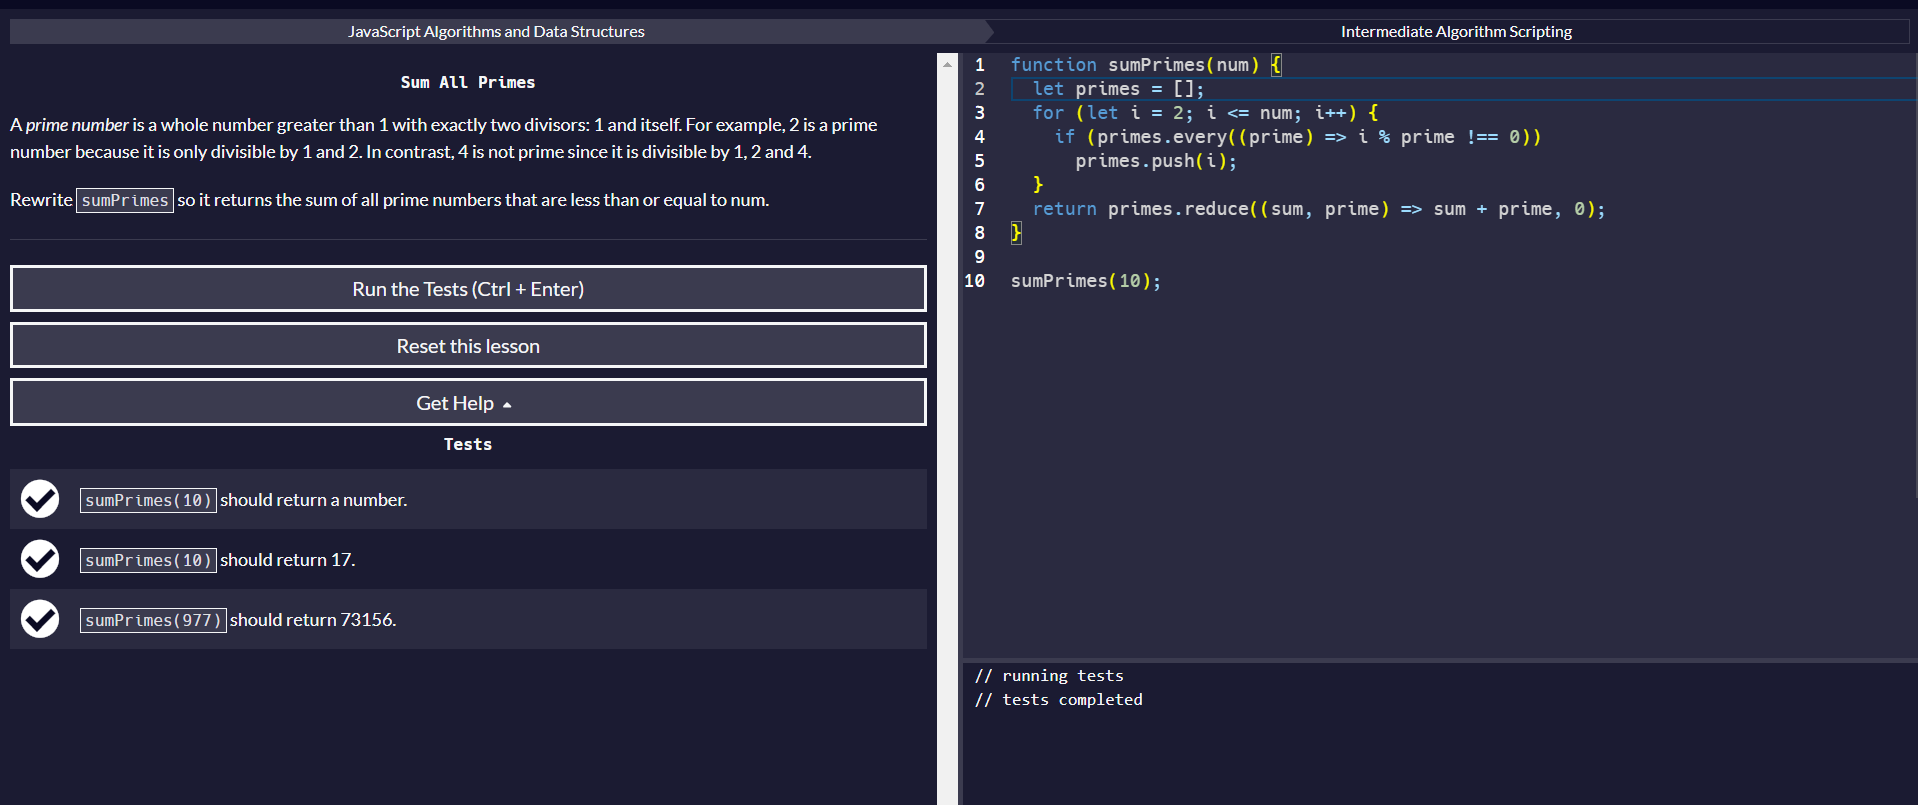 JavaScript Algorithms and Data Structures
Intermediate Algorithm Scripting
Sum All Primes
A prime number is a whole number greater than 1 with exactly two divisors: 1 and itself. For example, 2 is a prime
number because it is only divisible by 1 and 2. In contrast, 4 is not prime since it is divisible by 1, 2 and 4.
Rewrite sumPrimes so it returns the sum of all prime numbers that are less than or equal to num.
Run the Tests (Ctrl + Enter)
Reset this lesson
Get Help
Tests
sumPrimes(10) should return a number.
sumPrimes(10) should return 17.
sumPrimes(977) should return 73156.
1 function sumPrimes(num) {
2   let primes = [];
3   for (let i = 2; i <= num; i++) {
4     if (primes.every((prime) => i % prime !== 0))
5       primes.push(i);
6   }
7   return primes.reduce((sum, prime) => sum + prime, 0);
8 }
9
10 sumPrimes(10);
// running tests
// tests completed